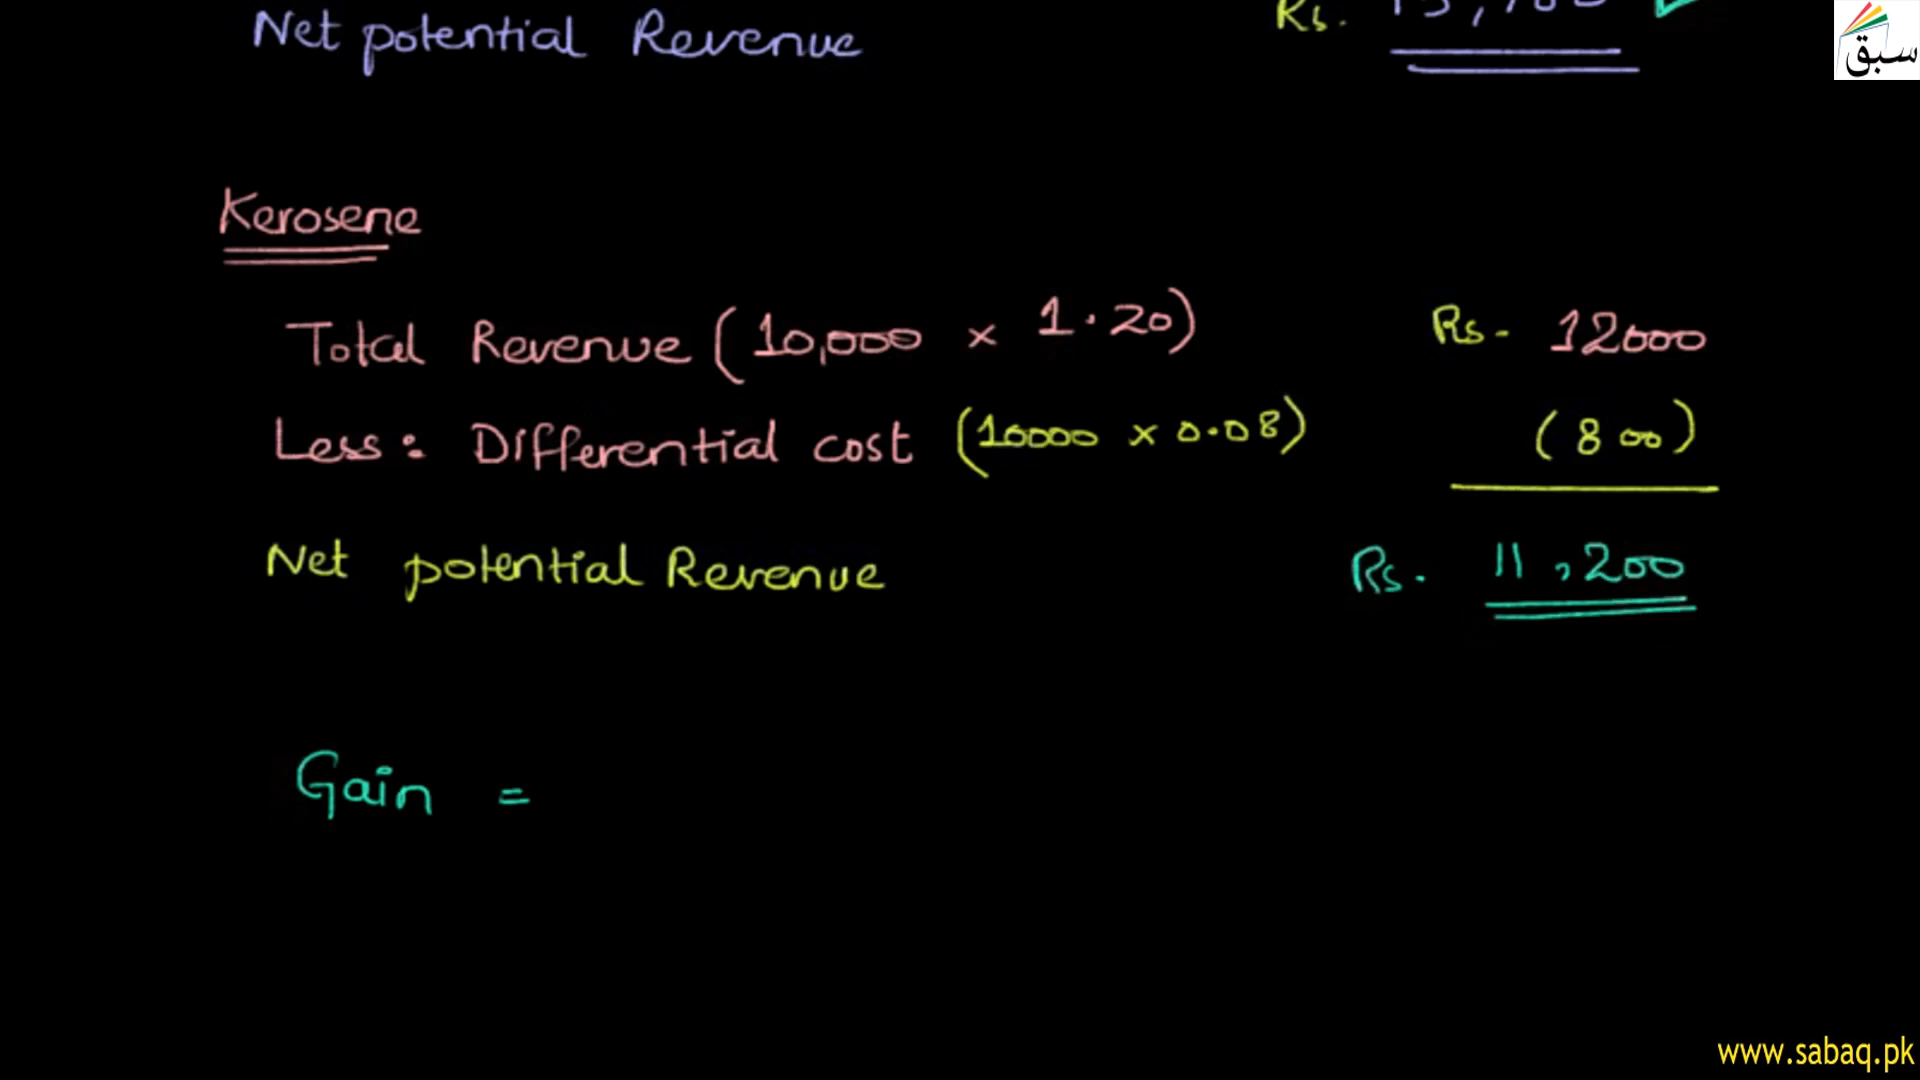 Net potential Revenue Rs.
سبق
Kerosene
Total Revenue (10,000 × 1.20) Rs. 12000
Less: Differential cost (10000 × 0.08) (800)
Net potential Revenue Rs. 11,200
Gain =
www.sabaq.pk